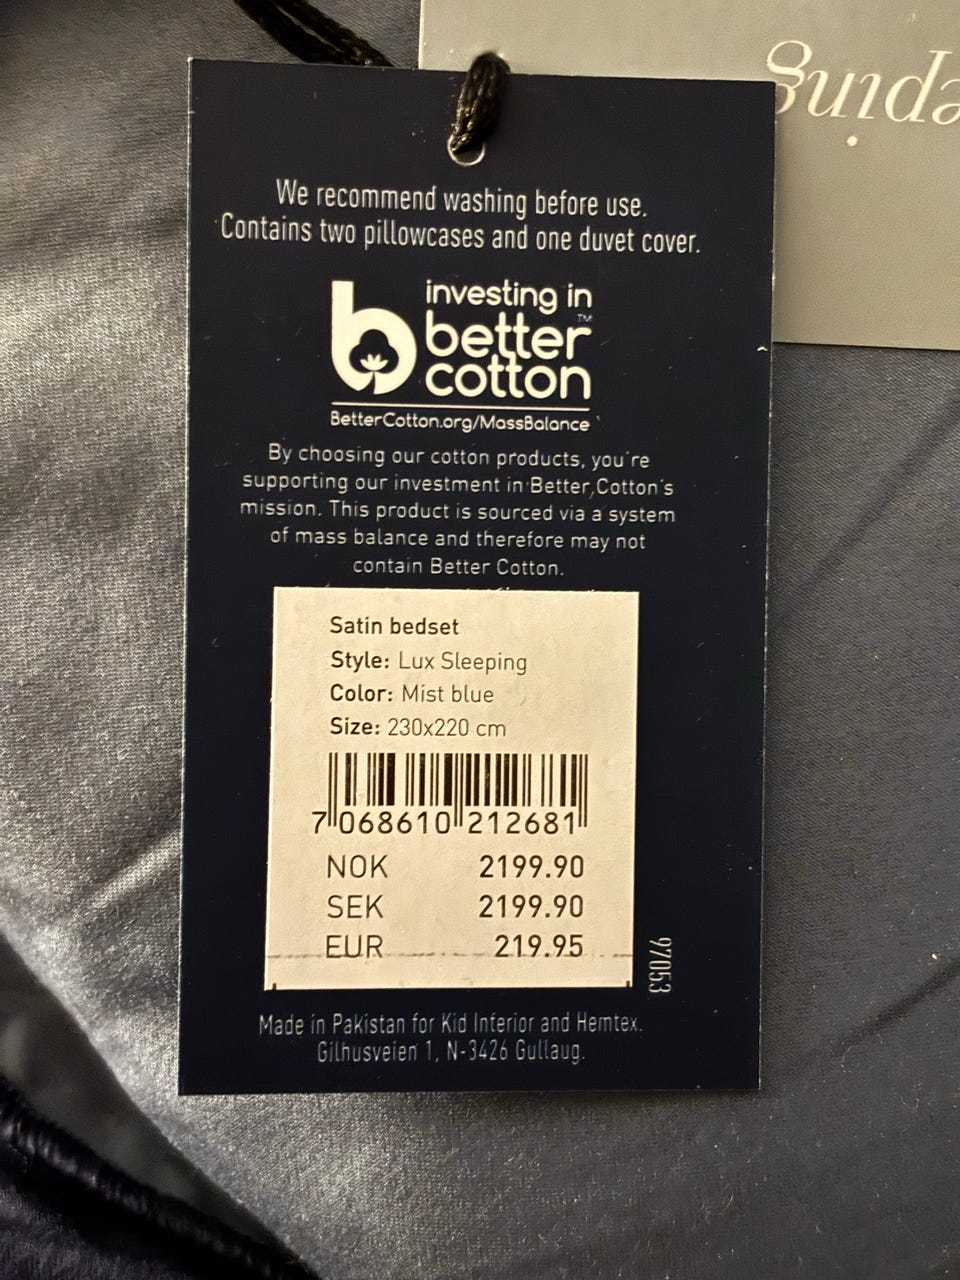 eping
We recommend washing before use.
Contains two pillowcases and one duvet cover.
investing in
better™
cotton
BetterCotton.org/MassBalance
By choosing our cotton products, you're
supporting our investment in Better Cotton's
mission. This product is sourced via a system
of mass balance and therefore may not
contain Better Cotton.
Satin bedset
Style: Lux Sleeping
Color: Mist blue
Size: 230x220 cm
7 068610 212681
NOK 2199.90
SEK 2199.90
EUR 219.95
97053
Made in Pakistan for Kid Interior and Hemtex.
Gilhusveien 1, N-3426 Gullaug.